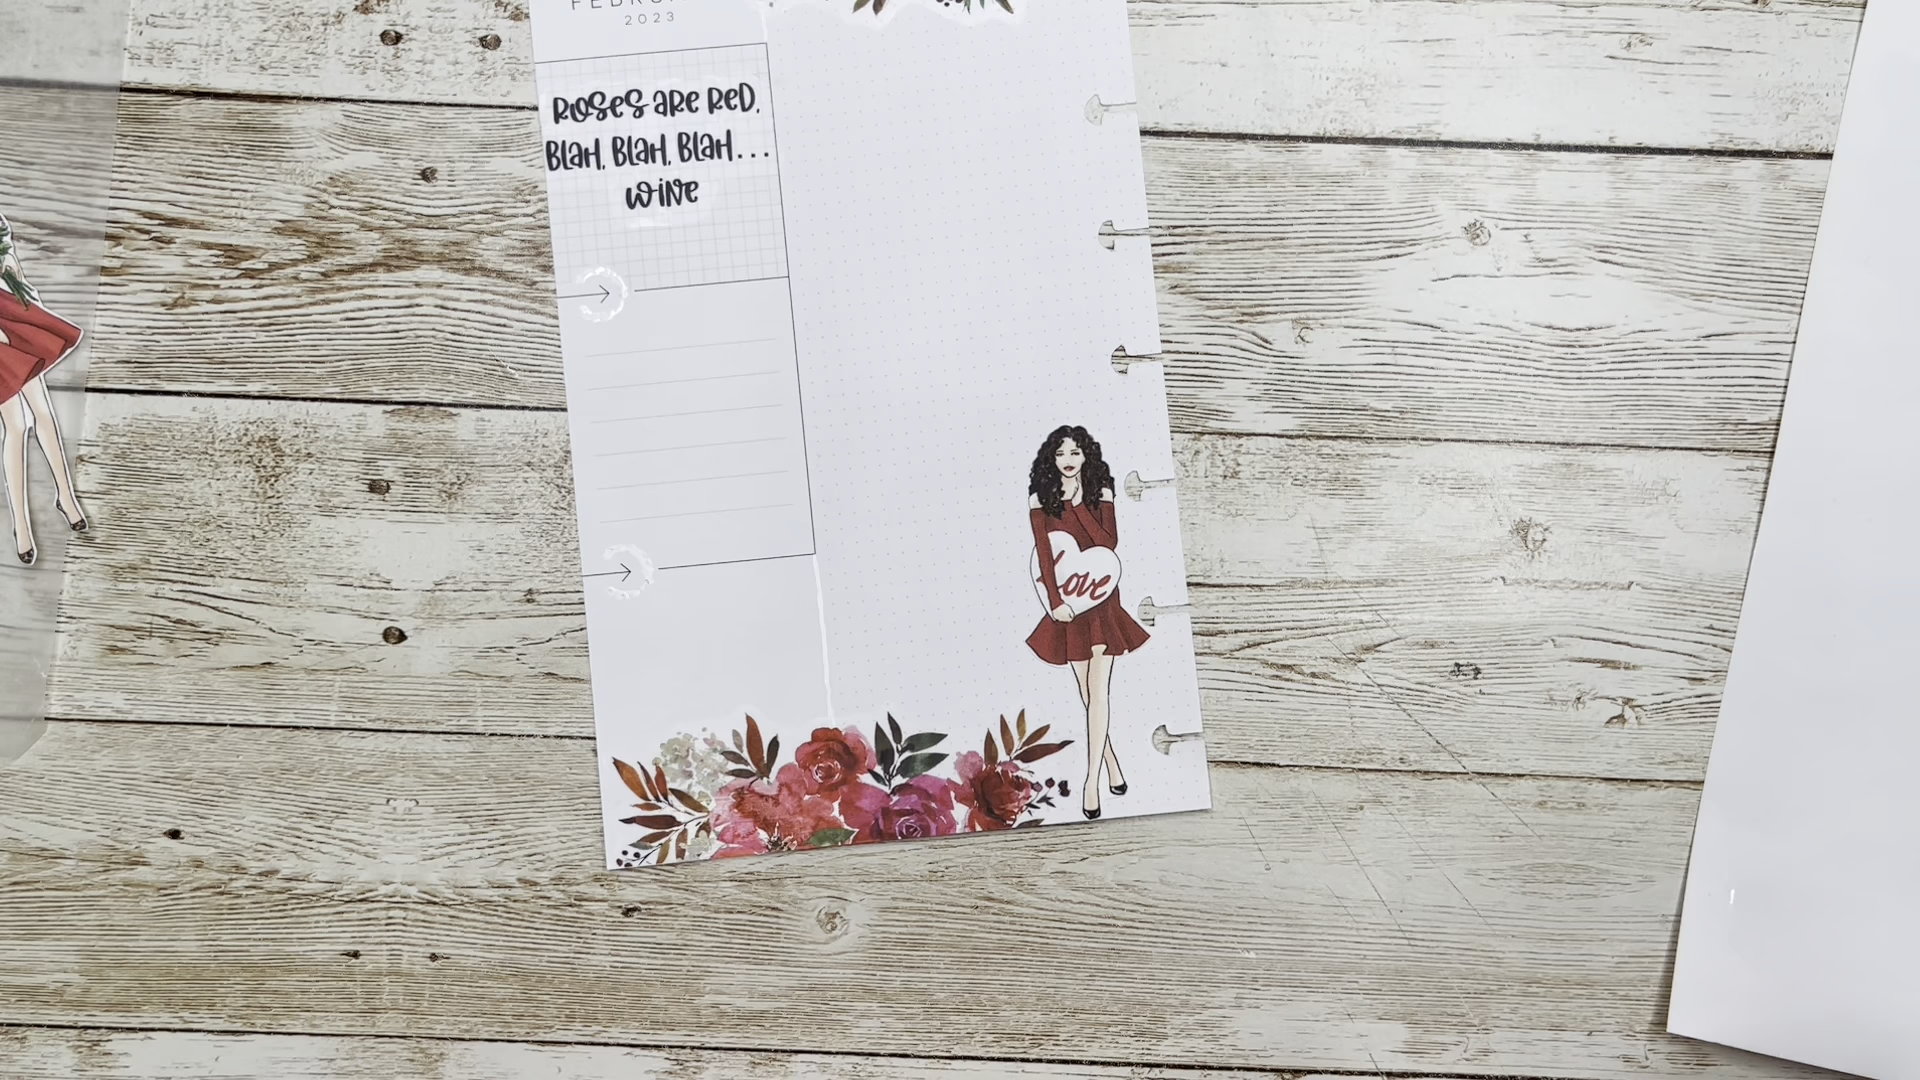 2023
ROSES ARE RED,
BLAH, BLAH, BLAH...
WINE
Love